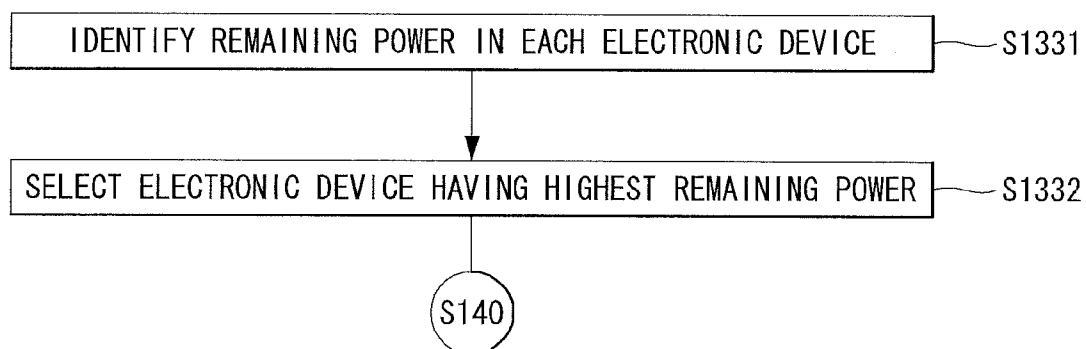 IDENTIFY REMAINING POWER IN EACH ELECTRONIC DEVICE
S1331
SELECT ELECTRONIC DEVICE HAVING HIGHEST REMAINING POWER
S1332
S140